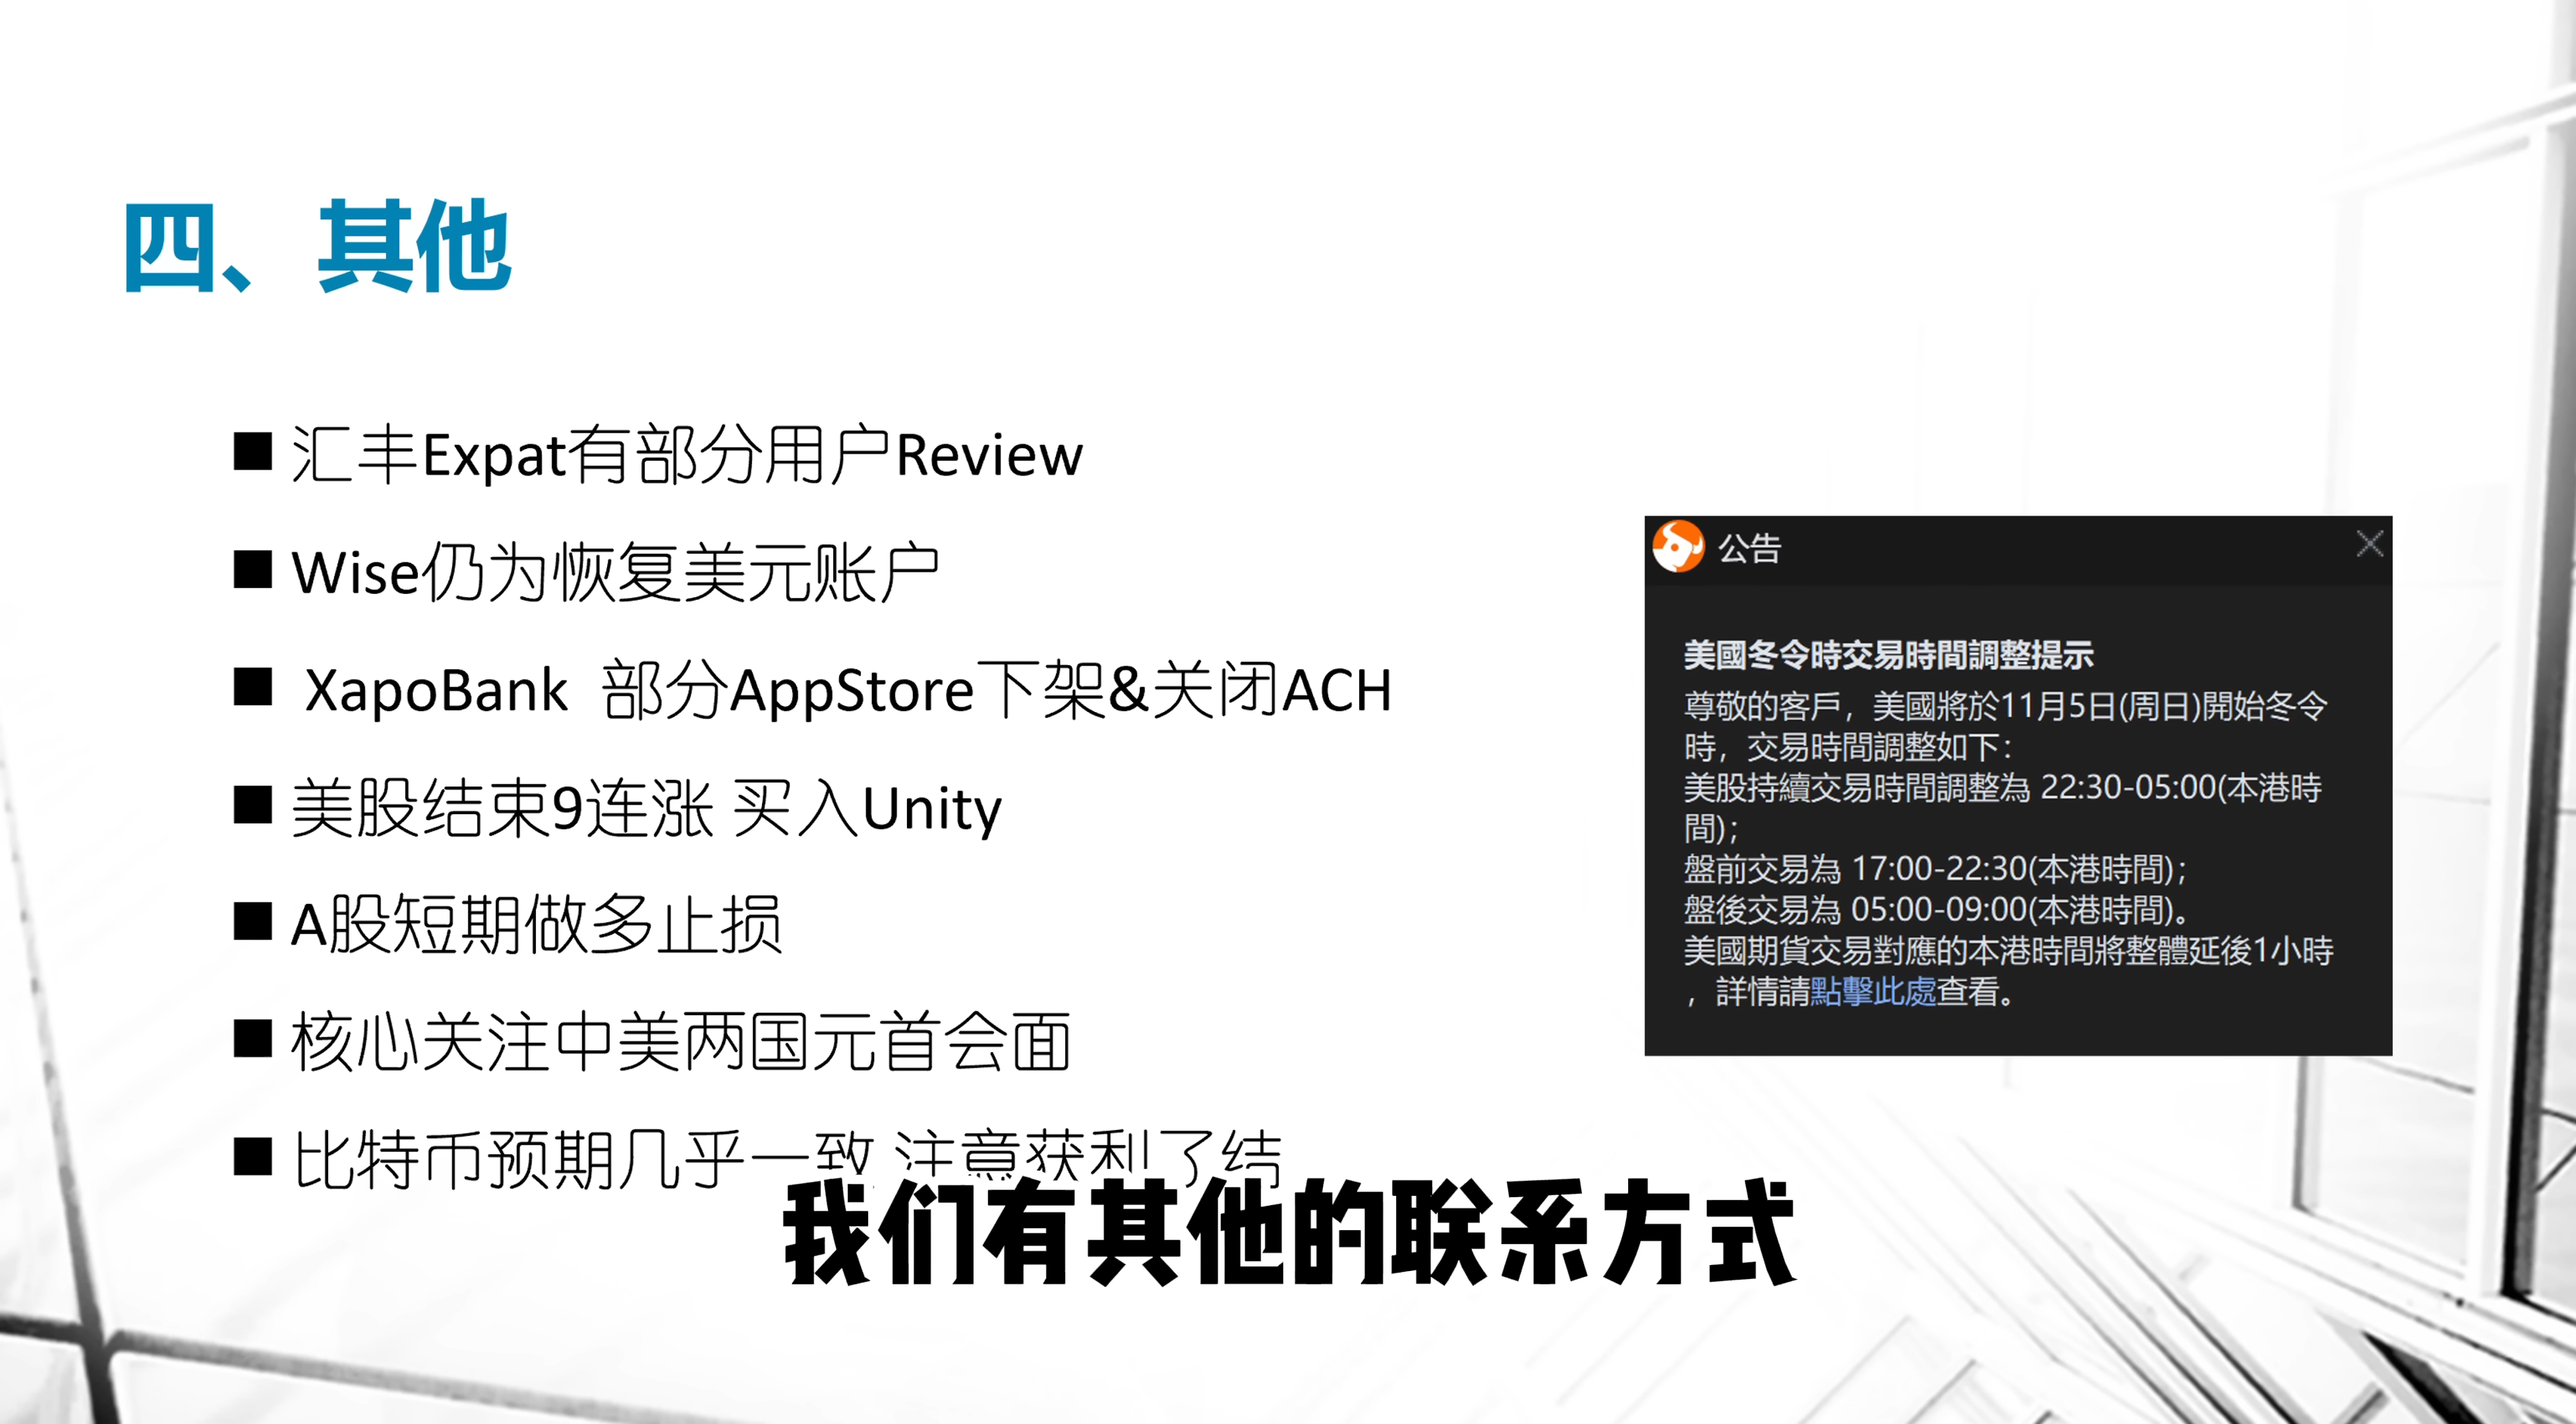 四、其他
■ 汇丰Expat有部分用户Review
■ Wise仍为恢复美元账户
■ XapoBank 部分AppStore下架&关闭ACH
■ 美股结束9连涨 买入Unity
■ A股短期做多止损
■ 核心关注中美两国元首会面
■ 比特币预期几乎一致 注意获利了结
公告
美國冬令時交易時間調整提示
尊敬的客戶，美國將於11月5日(周日)開始冬令
時，交易時間調整如下：
美股持續交易時間調整為 22:30-05:00(本港時
間)；
盤前交易為 17:00-22:30(本港時間)；
盤後交易為 05:00-09:00(本港時間)。
美國期貨交易對應的本港時間將整體延後1小時
，詳情請點擊此處查看。
我们有其他的联系方式